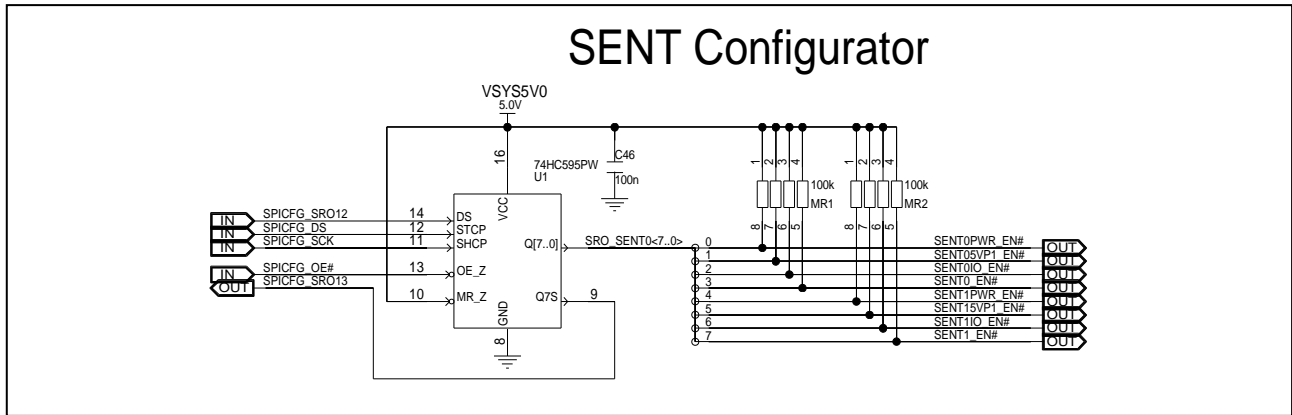 SENT Configurator
VSYS5V0
5.0V
16
74HC595PW
U1
C46
100n
VCC
1 2 3 4
100k
MR1
8 7 6 5
1 2 3 4
100k
MR2
8 7 6 5
IN SPICFG_SRO12 14 DS
IN SPICFG_DS 12 STCP
IN SPICFG_SCK 11 SHCP
IN SPICFG_OE# 13 OE_Z
OUT SPICFG_SRO13
10 MR_Z
Q[7..0] SRO_SENT0<7..0>
Q7S 9
GND
8
0 SENT0PWR_EN# OUT
1 SENT05VP1_EN# OUT
2 SENT0IO_EN# OUT
3 SENT0_EN# OUT
4 SENT1PWR_EN# OUT
5 SENT15VP1_EN# OUT
6 SENT1IO_EN# OUT
7 SENT1_EN# OUT